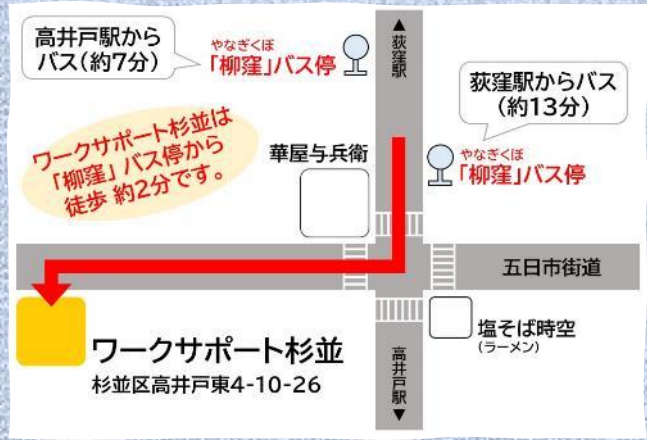 高井戸駅から
バス(約7分)
やなぎくぼ
「柳窪」バス停
▲荻窪駅
荻窪駅からバス
(約13分)
やなぎくぼ
「柳窪」バス停
ワークサポート杉並は
「柳窪」バス停から
徒歩 約2分です。
華屋与兵衛
五日市街道
塩そば時空
(ラーメン)
高井戸駅▼
ワークサポート杉並
杉並区高井戸東4-10-26